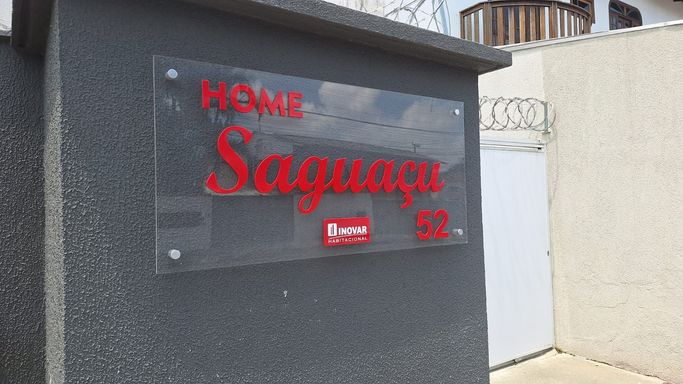 HOME
Saguaçu
52
INOVAR
HABITACIONAL